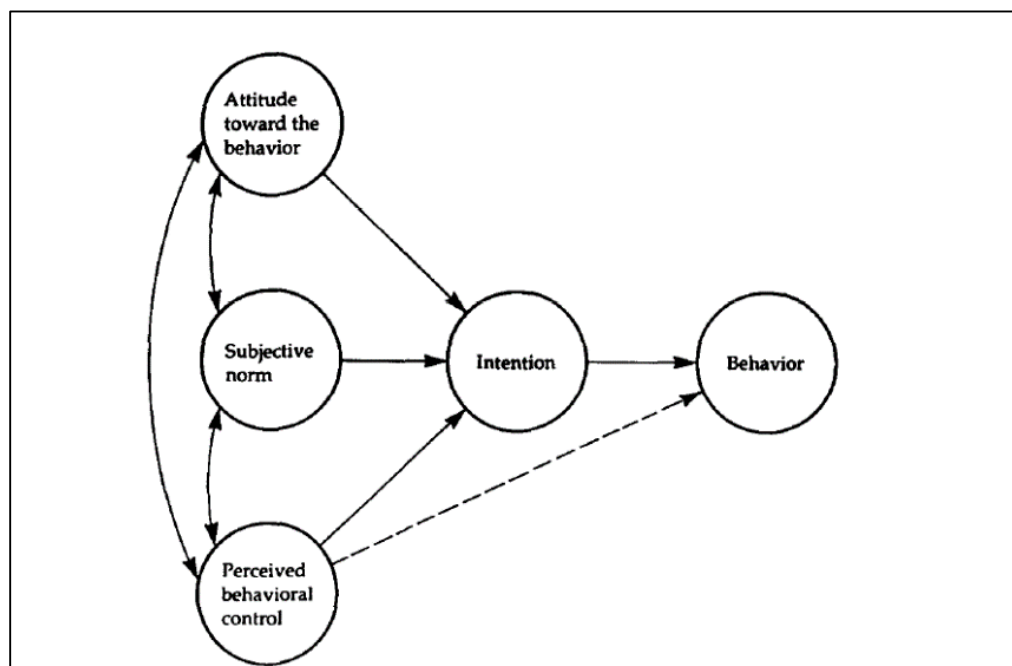 Attitude
toward the
behavior
Subjective
norm
Intention
Behavior
Perceived
behavioral
control